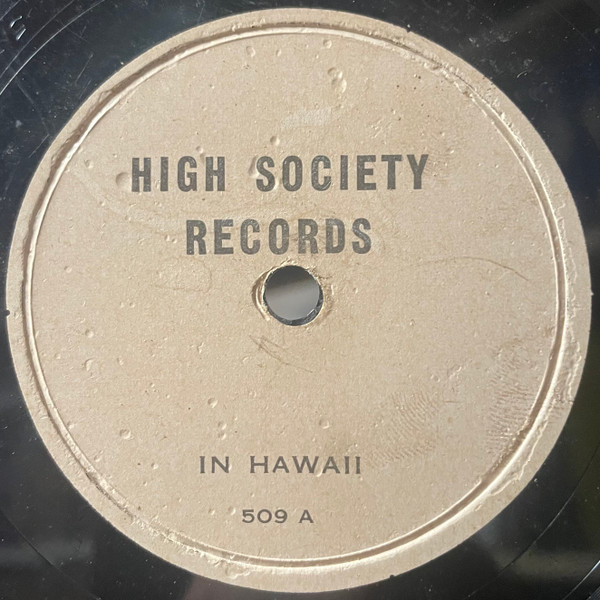 HIGH SOCIETY
RECORDS
IN HAWAII
509 A